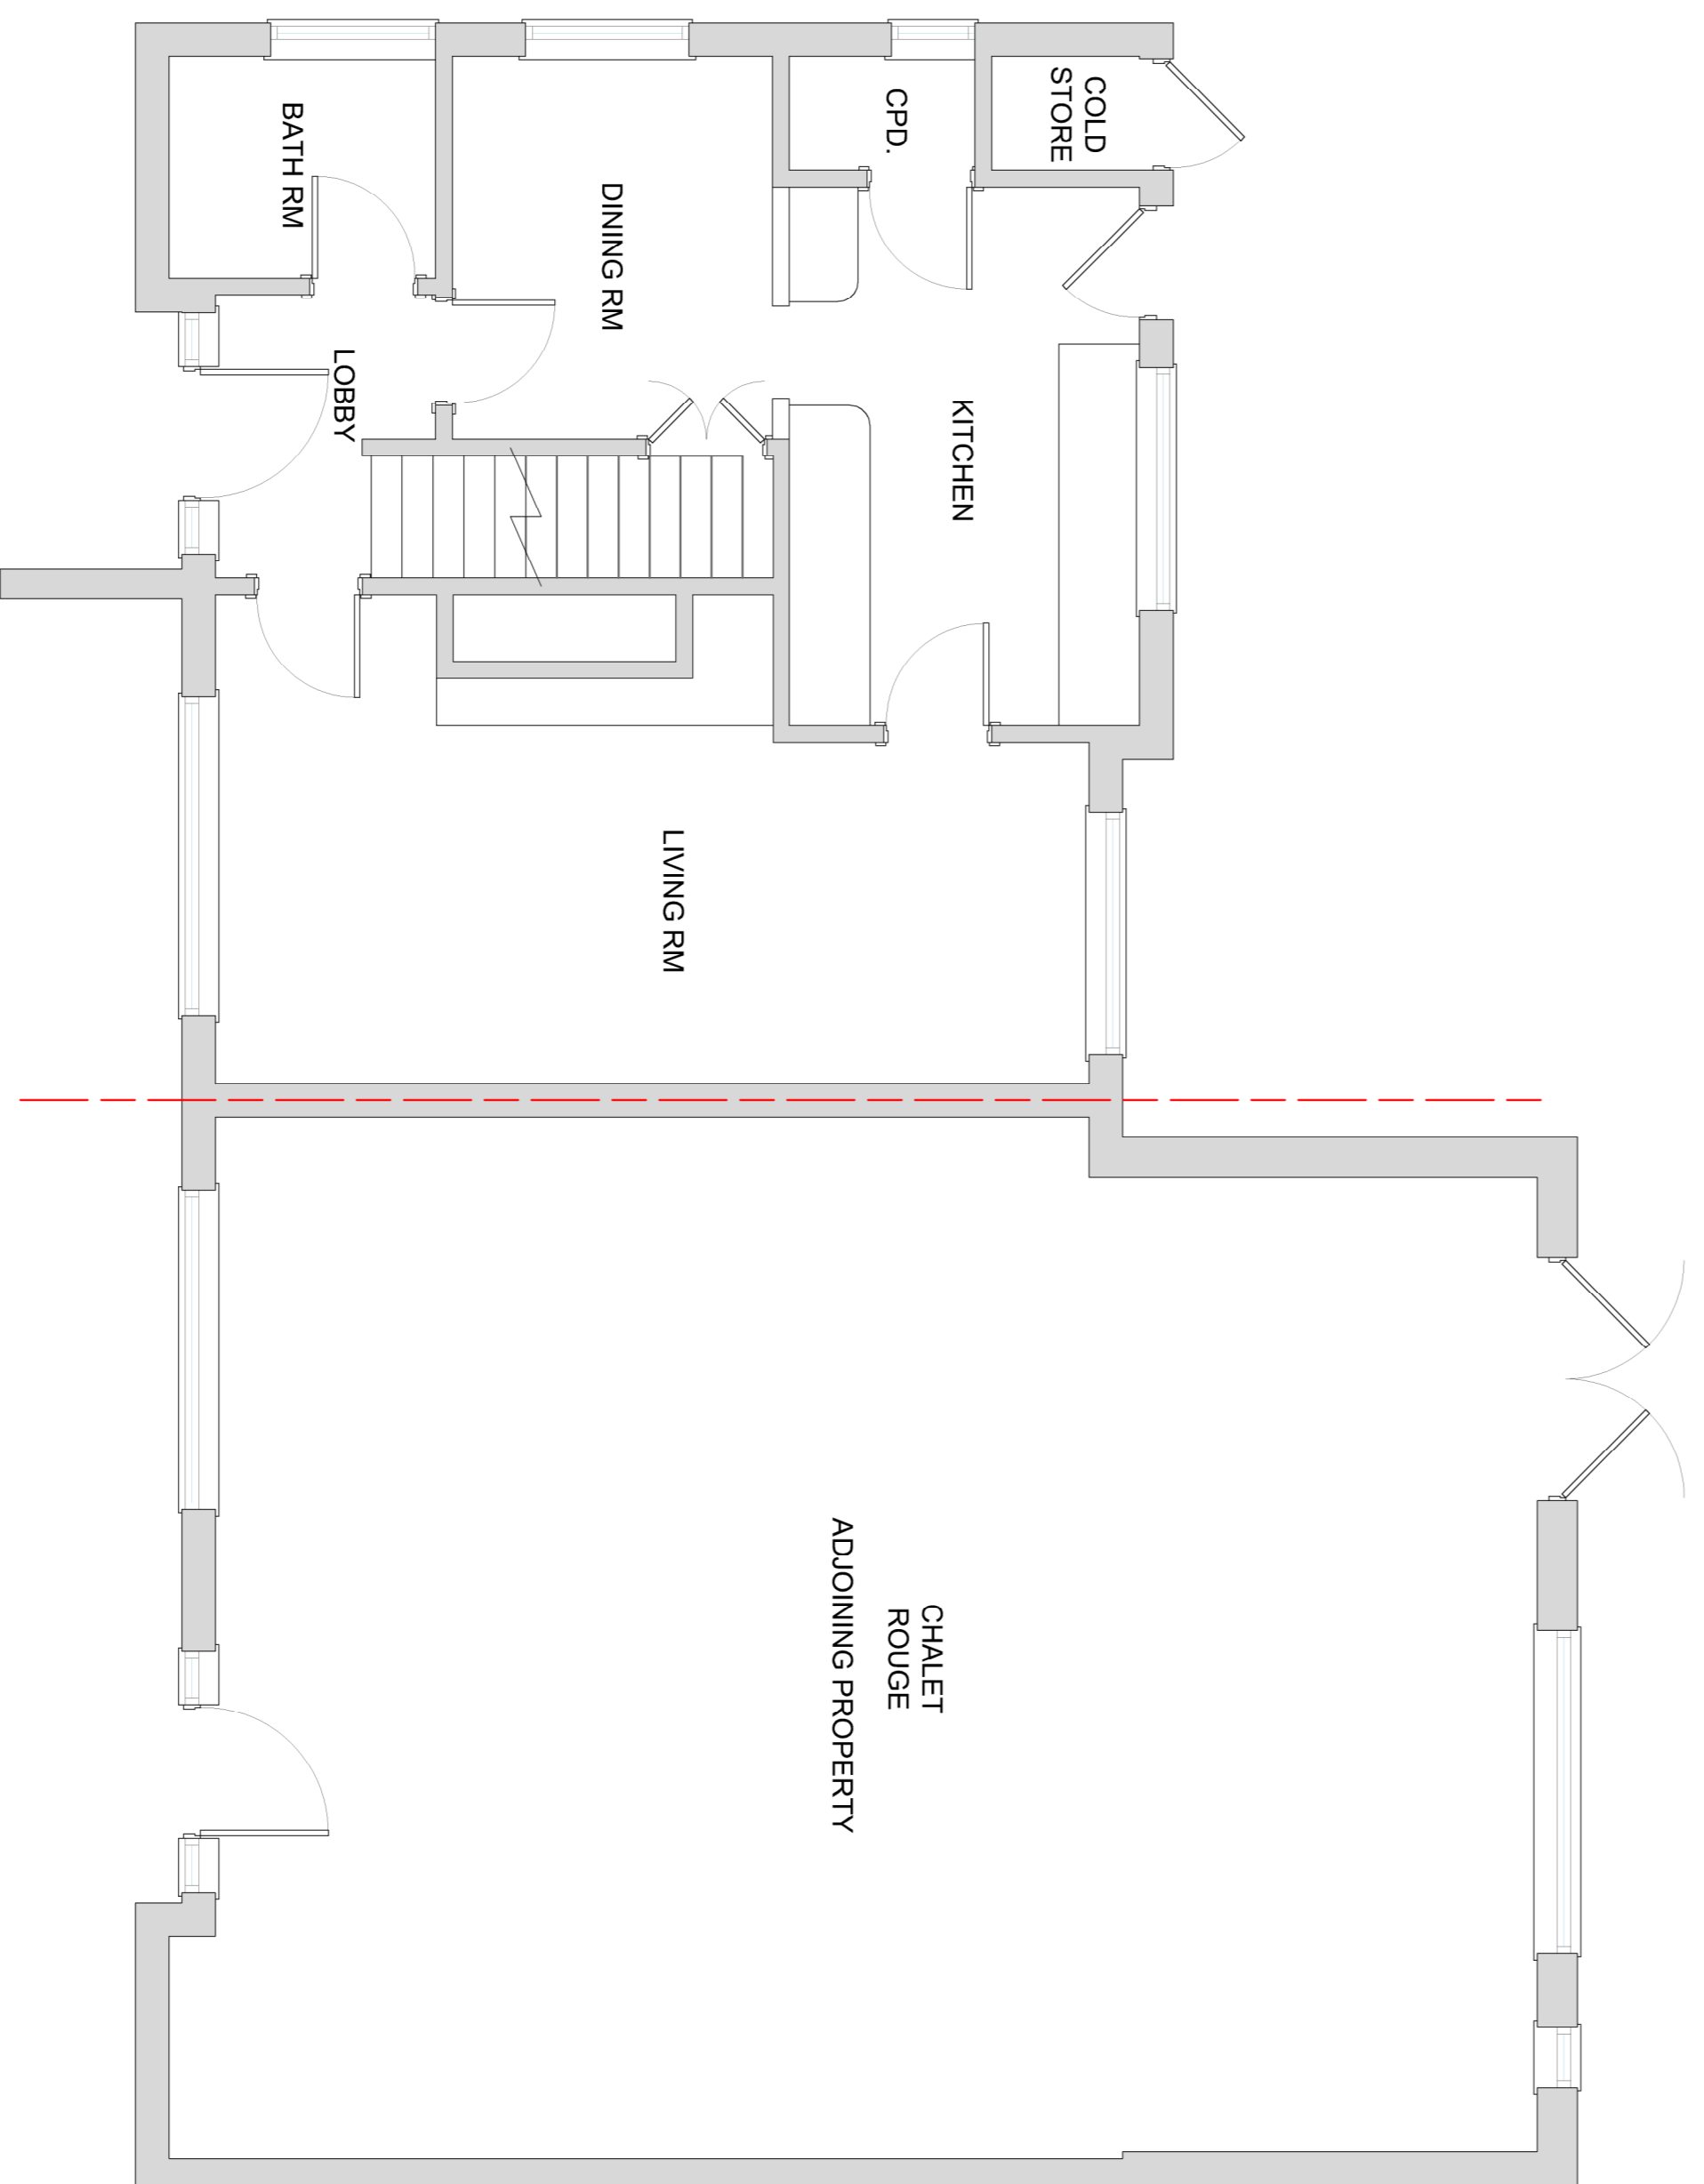 COLD
STORE
CPD.
DINING RM
BATH RM
KITCHEN
LOBBY
LIVING RM
CHALET
ROUGE
ADJOINING PROPERTY